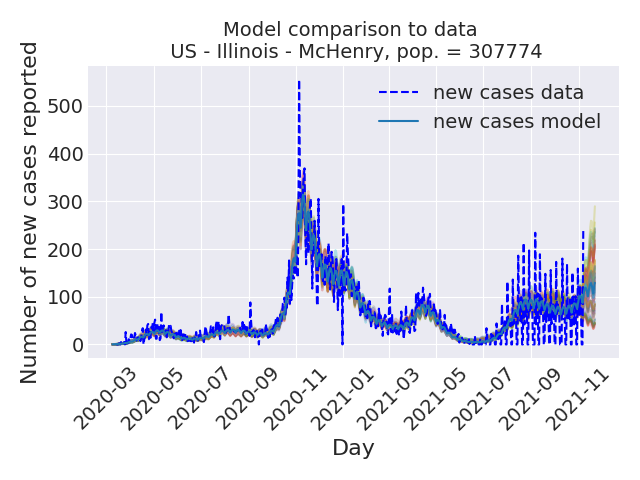 Model comparison to data
US - Illinois - McHenry, pop. = 307774
Number of new cases reported
500
400
300
200
100
0
new cases data
new cases model
2020-03
2020-05
2020-07
2020-09
2020-11
2021-01
2021-03
2021-05
2021-07
2021-09
2021-11
Day